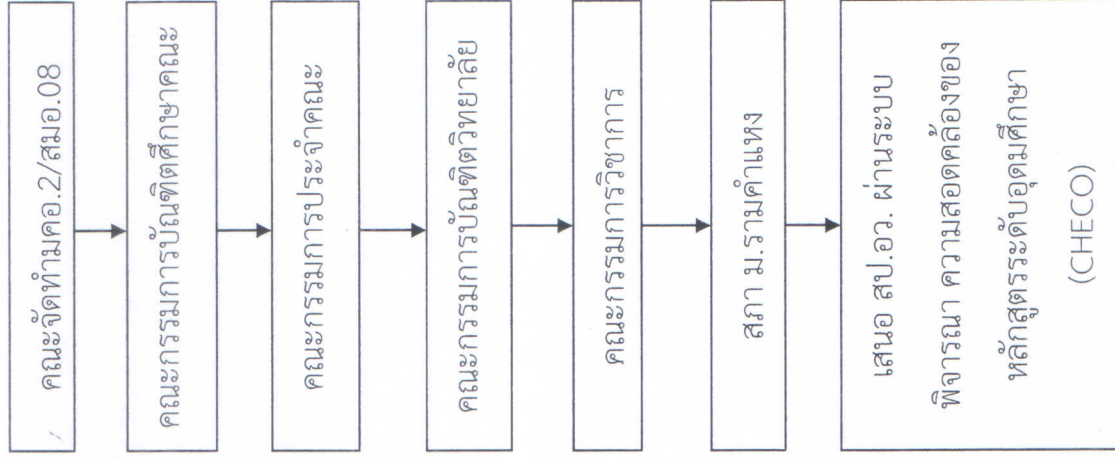 คณะจัดทำมคอ.2/สมอ.08
คณะกรรมการบัณฑิตศึกษาคณะ
คณะกรรมการประจำคณะ
คณะกรรมการบัณฑิตวิทยาลัย
คณะกรรมการวิชาการ
สภา ม.รามคำแหง
เสนอ สป.อว. ผ่านระบบ
พิจารณา ความสอดคล้องของ
หลักสูตรระดับอุดมศึกษา
(CHECO)